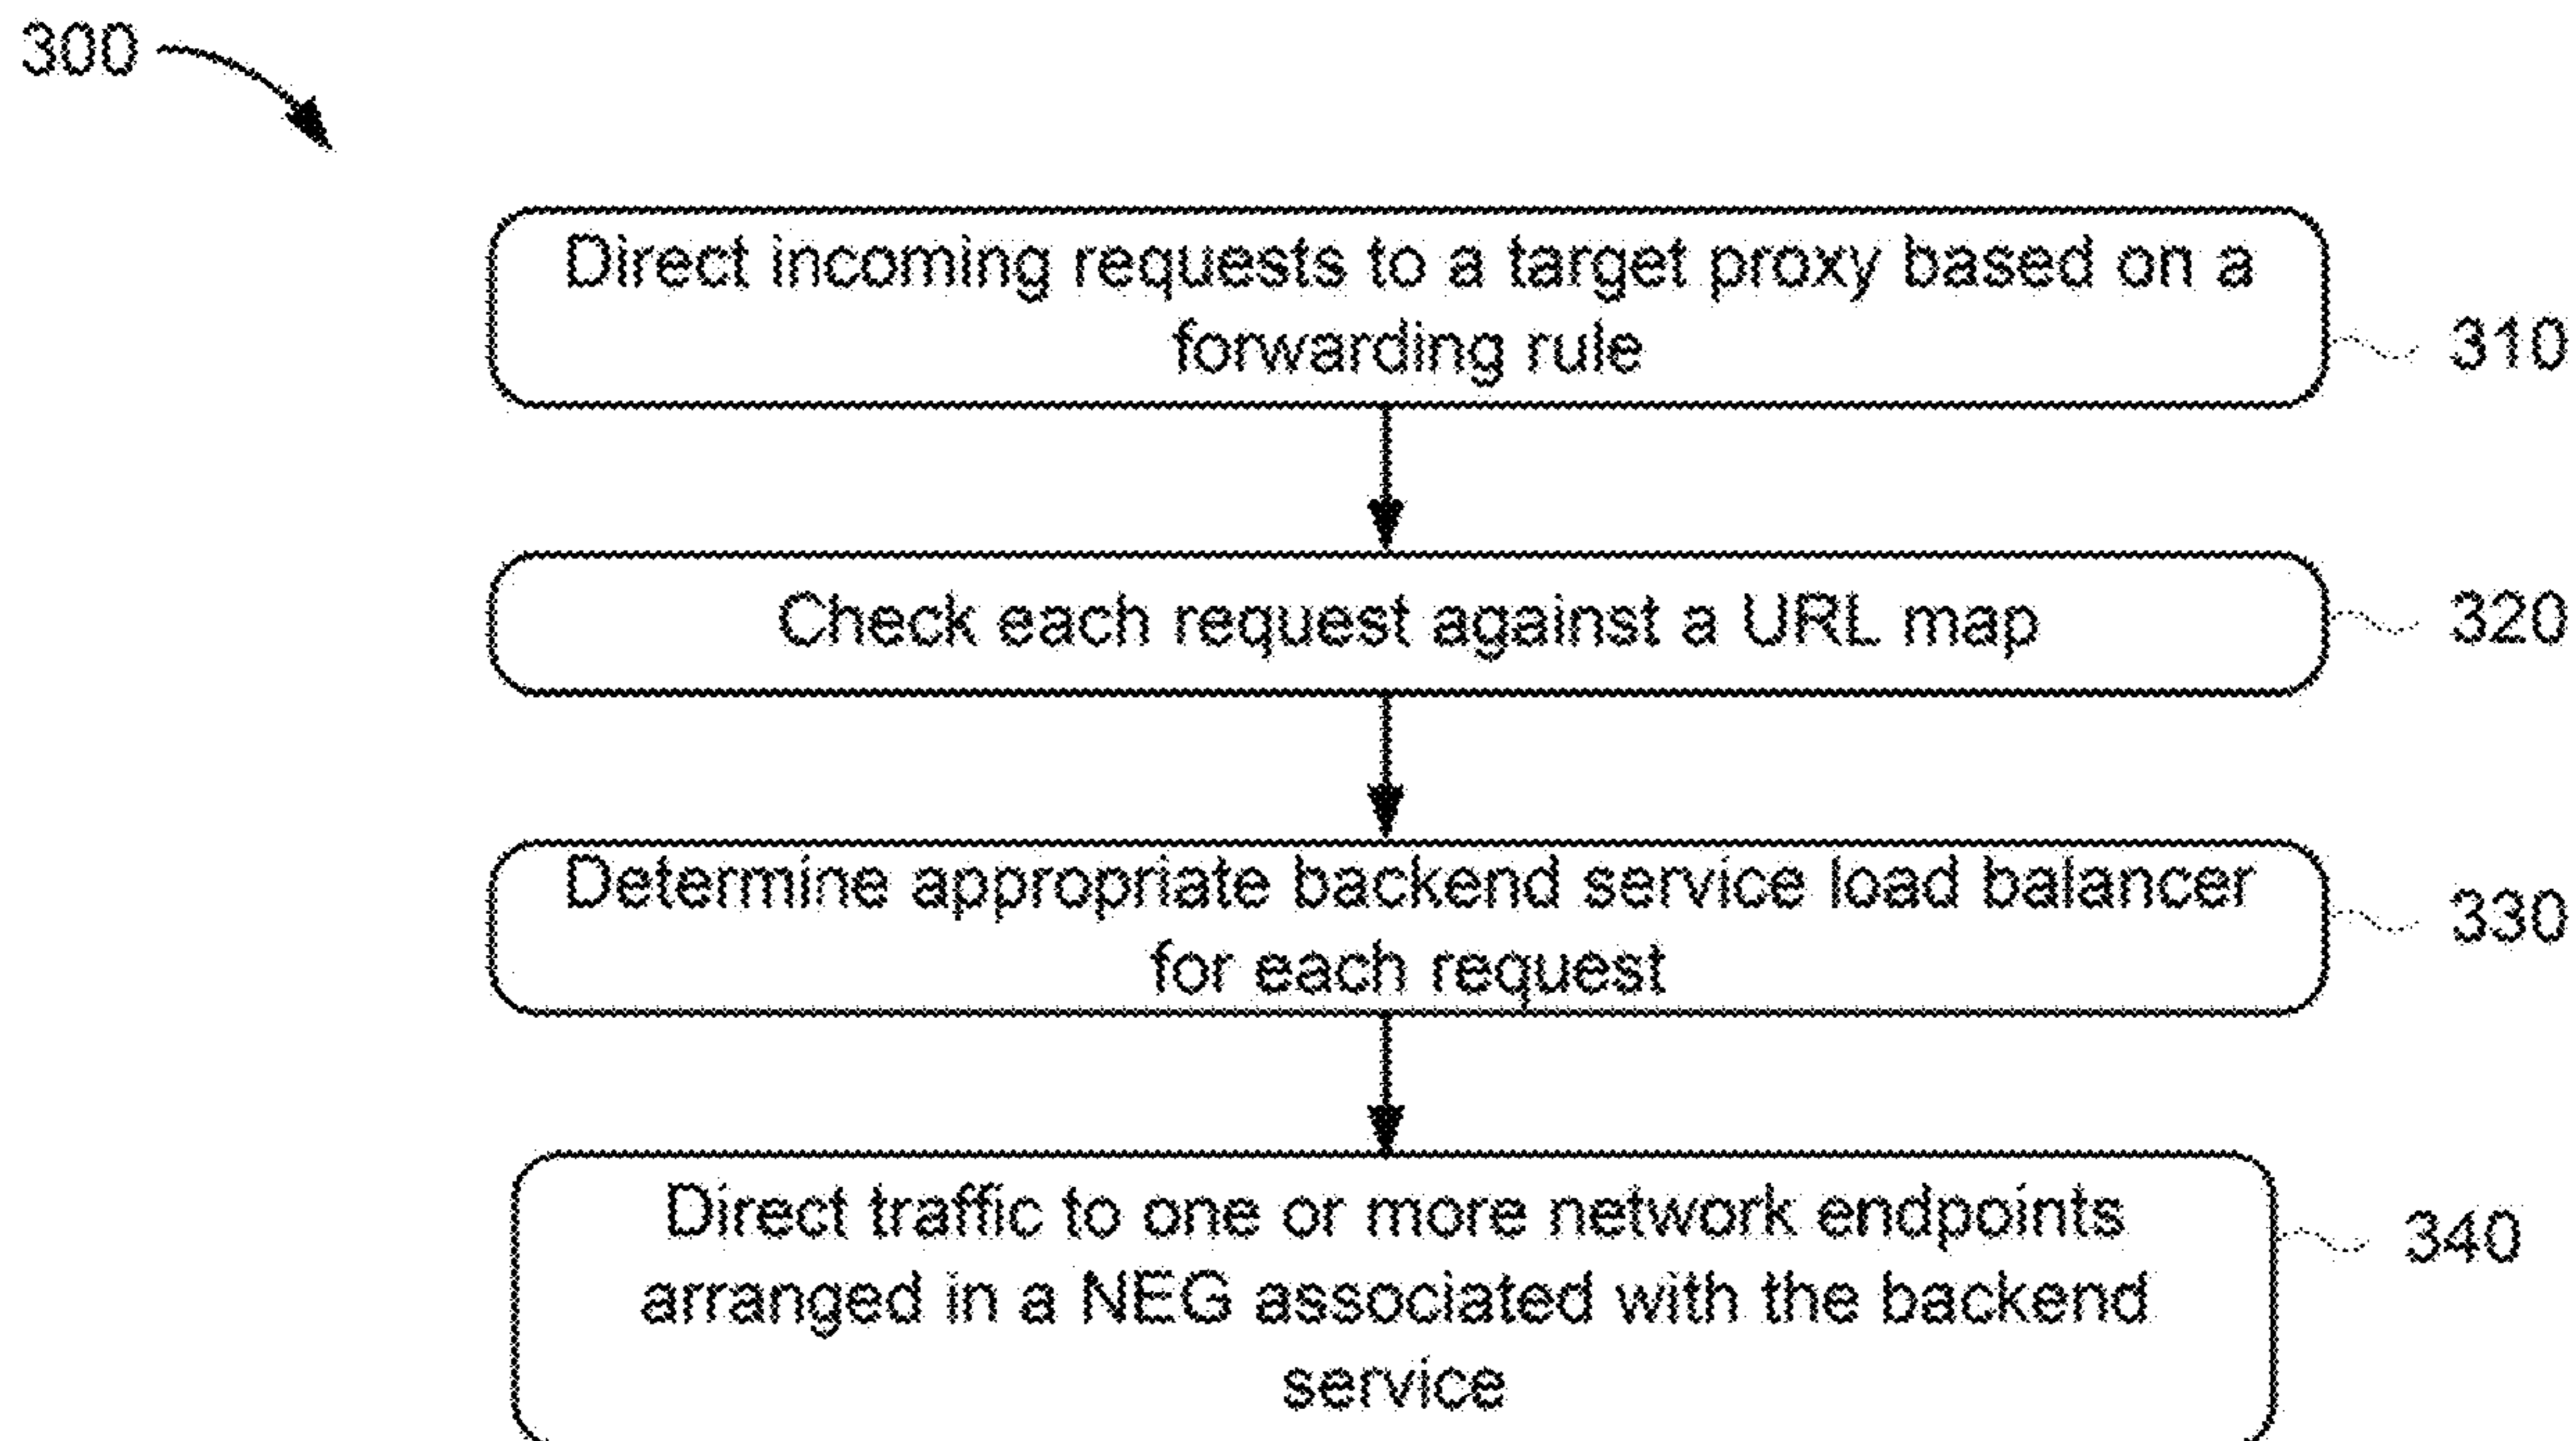 300
Direct incoming requests to a target proxy based on a
forwarding rule
310
Check each request against a URL map
320
Determine appropriate backend service load balancer
for each request
330
Direct traffic to one or more network endpoints
arranged in a NEG associated with the backend
service
340